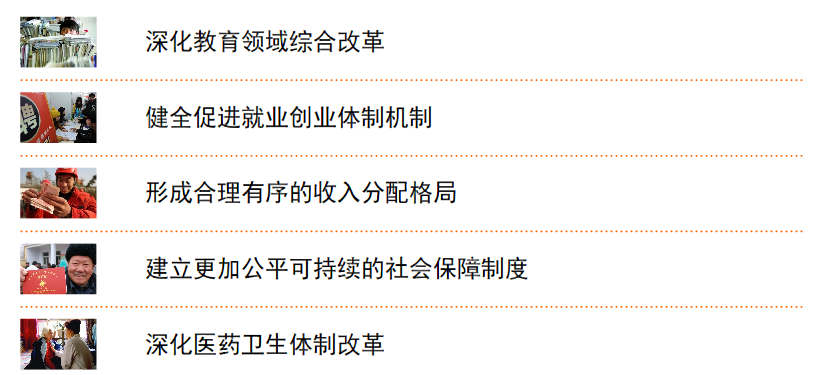 深化教育领域综合改革
健全促进就业创业体制机制
聘
形成合理有序的收入分配格局
建立更加公平可持续的社会保障制度
深化医药卫生体制改革